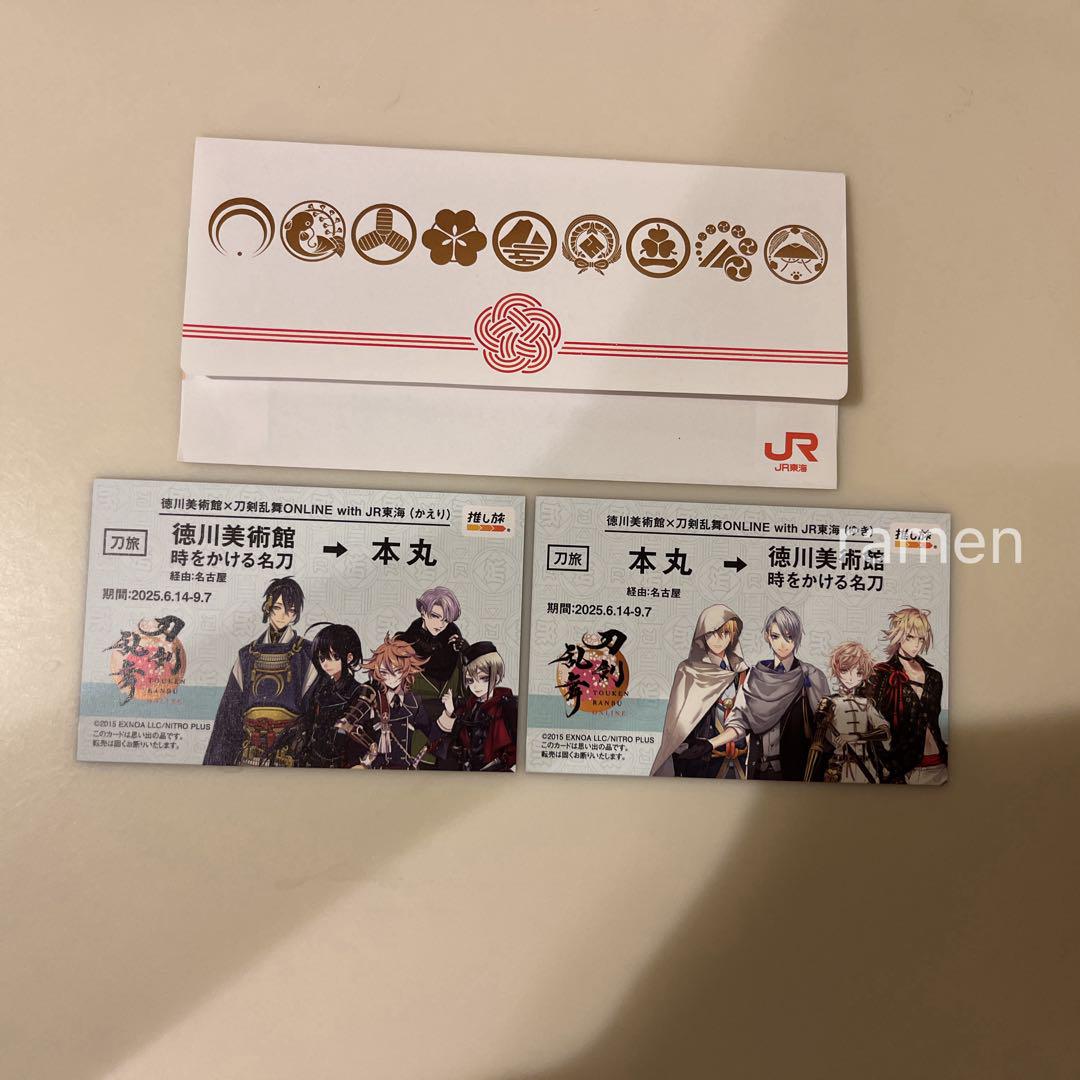 JR
JR東海
徳川美術館×刀剣乱舞ONLINE with JR東海（かえり）
推し旅
刀旅
徳川美術館
時をかける名刀
➡
本丸
経由:名古屋
期間:2025.6.14-9.7
刀剣乱舞
TOUKEN
RANBU
ONLINE
©2015 EXNOA LLC/NITRO PLUS
このカードは思い出の品です。
転売は固くお断りいたします。
徳川美術館×刀剣乱舞ONLINE with JR東海（ゆき）
推し旅
刀旅
本丸
➡
徳川美術館
時をかける名刀
経由:名古屋
期間:2025.6.14-9.7
刀剣乱舞
TOUKEN
RANBU
ONLINE
©2015 EXNOA LLC/NITRO PLUS
このカードは思い出の品です。
転売は固くお断りいたします。
ramen